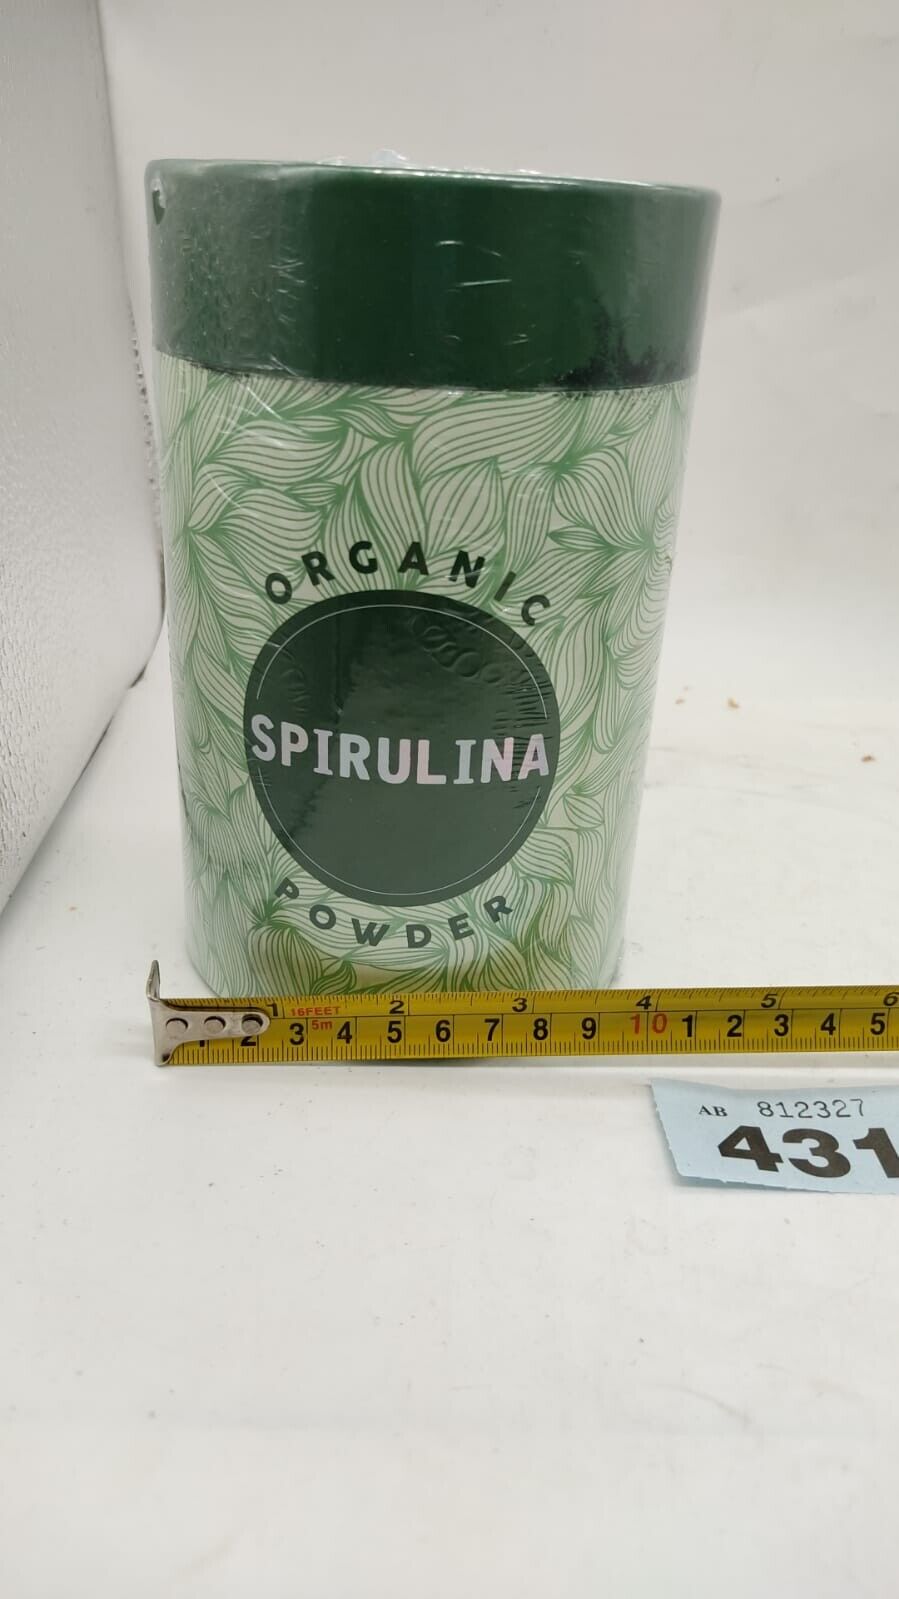 ORGANIC
SPIRULINA
POWDER
1 16FEET 2 3 4 5 6
1 2 3 5m 4 5 6 7 8 9 10 1 2 3 4 5
AB 812327
431